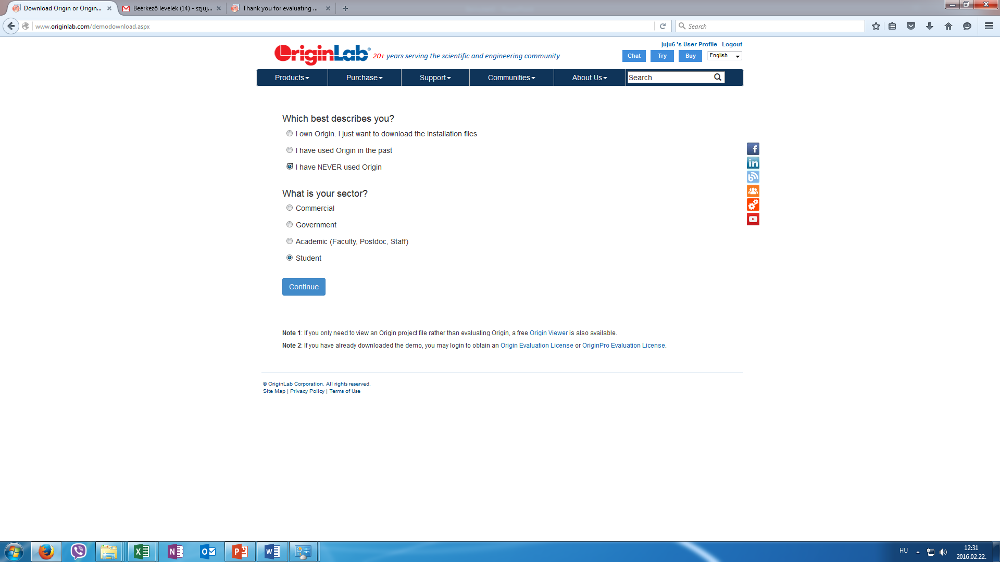 Download Origin or Origin...
Beérkező levelek (14) - szjuj...
Thank you for evaluating ...
www.originlab.com/demodownload.aspx
Search
juju6 's User Profile Logout
OriginLab® 20+ years serving the scientific and engineering community
Chat Try Buy English
Products Purchase Support Communities About Us Search
Which best describes you?
I own Origin. I just want to download the installation files
I have used Origin in the past
I have NEVER used Origin
What is your sector?
Commercial
Government
Academic (Faculty, Postdoc, Staff)
Student
Continue
Note 1: If you only need to view an Origin project file rather than evaluating Origin, a free Origin Viewer is also available.
Note 2: If you have already downloaded the demo, you may login to obtain an Origin Evaluation License or OriginPro Evaluation License.
© OriginLab Corporation. All rights reserved.
Site Map | Privacy Policy | Terms of Use
HU
12:31
2016.02.22.